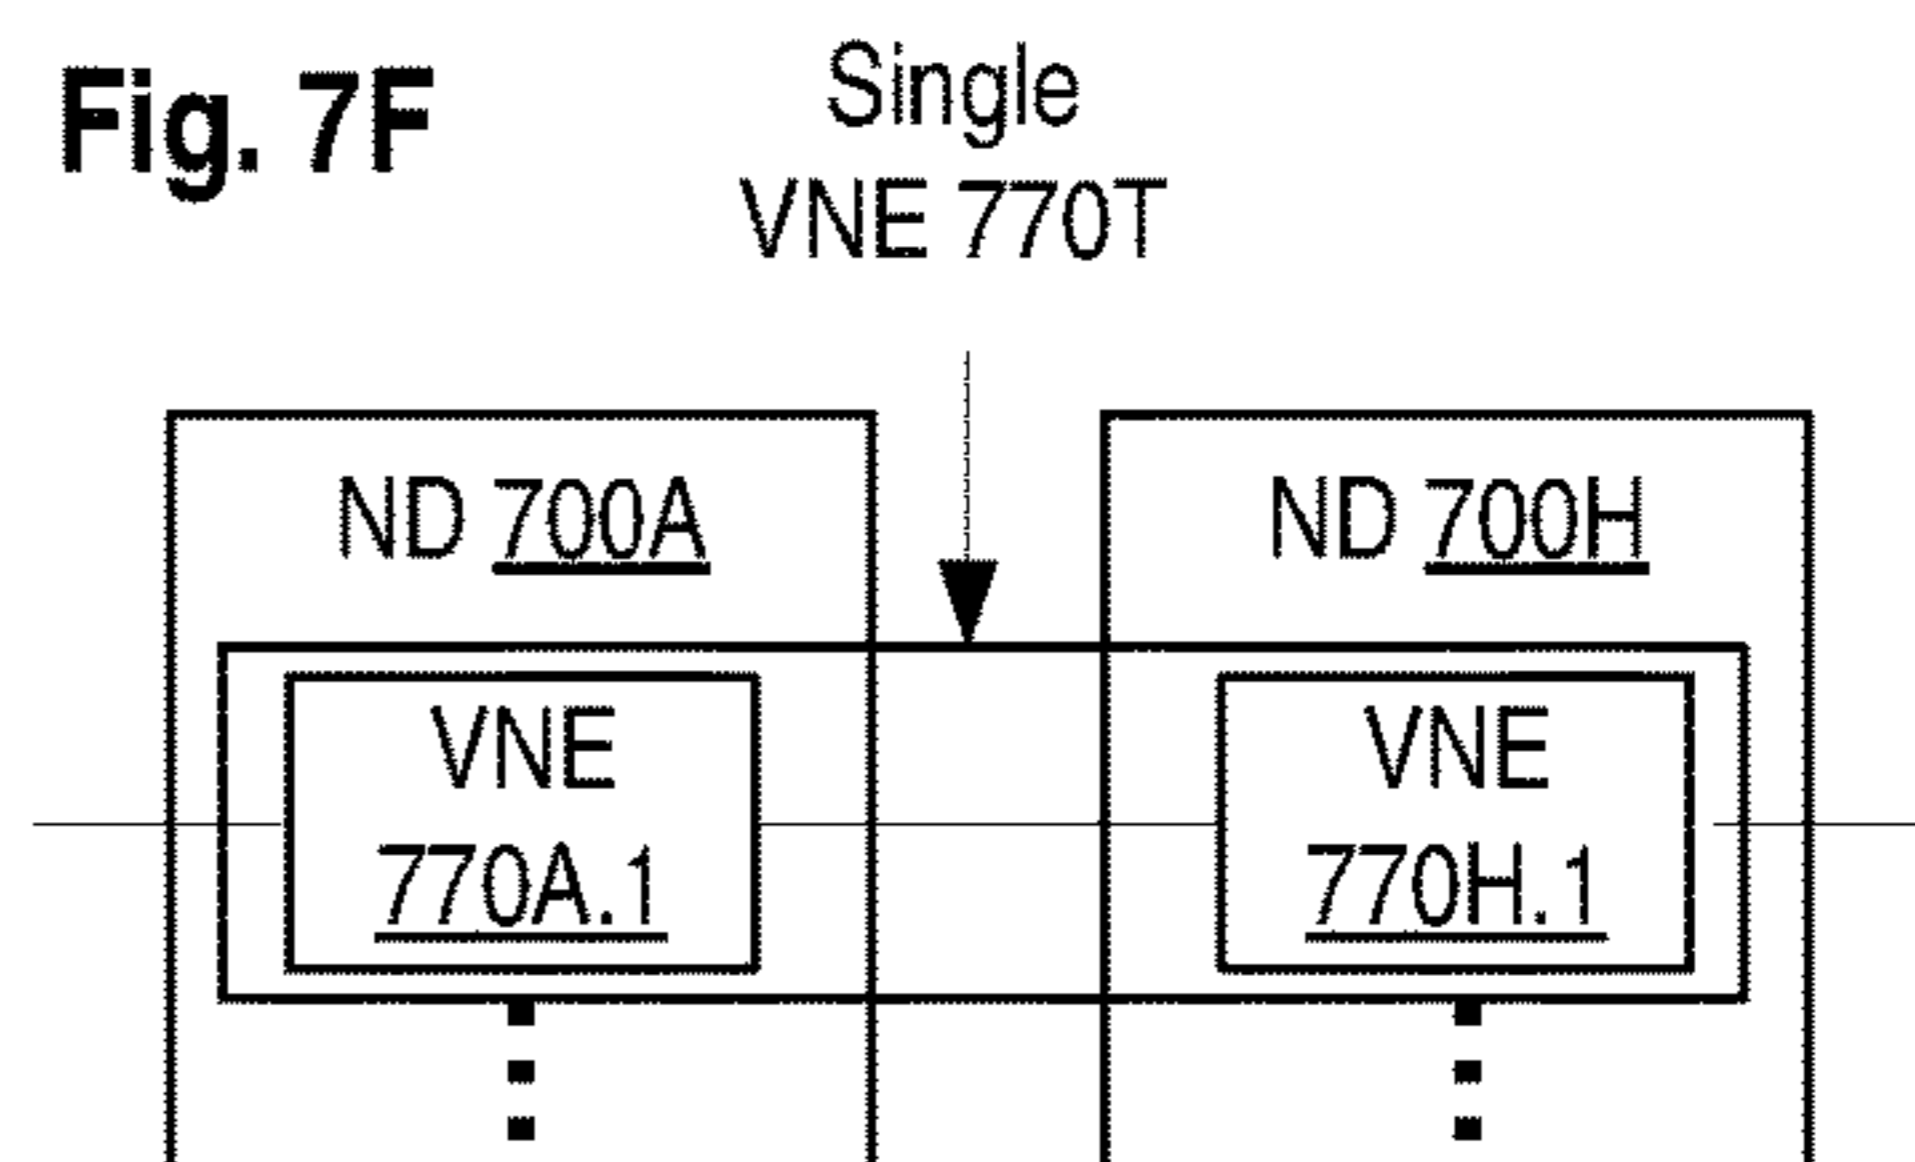 Fig. 7F
Single
VNE 770T
ND 700A
ND 700H
VNE
770A.1
VNE
770H.1